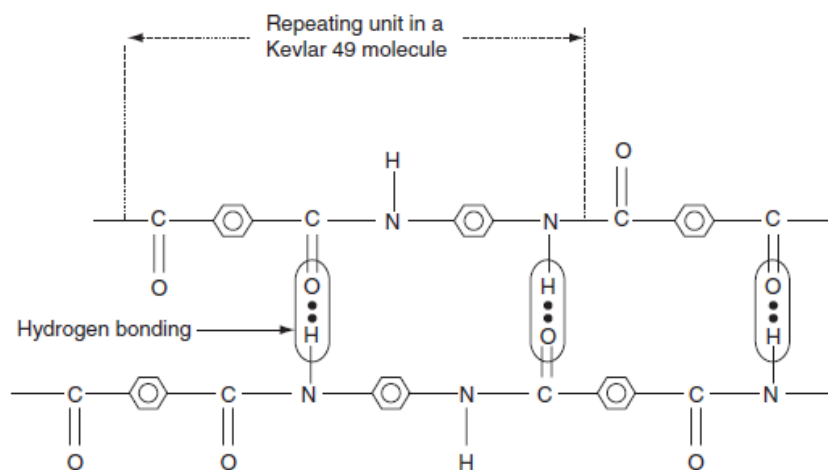 Repeating unit in a
Kevlar 49 molecule
H O
C C N N C C
O O H O
Hydrogen bonding H O H
C C N N C C N
O O H O